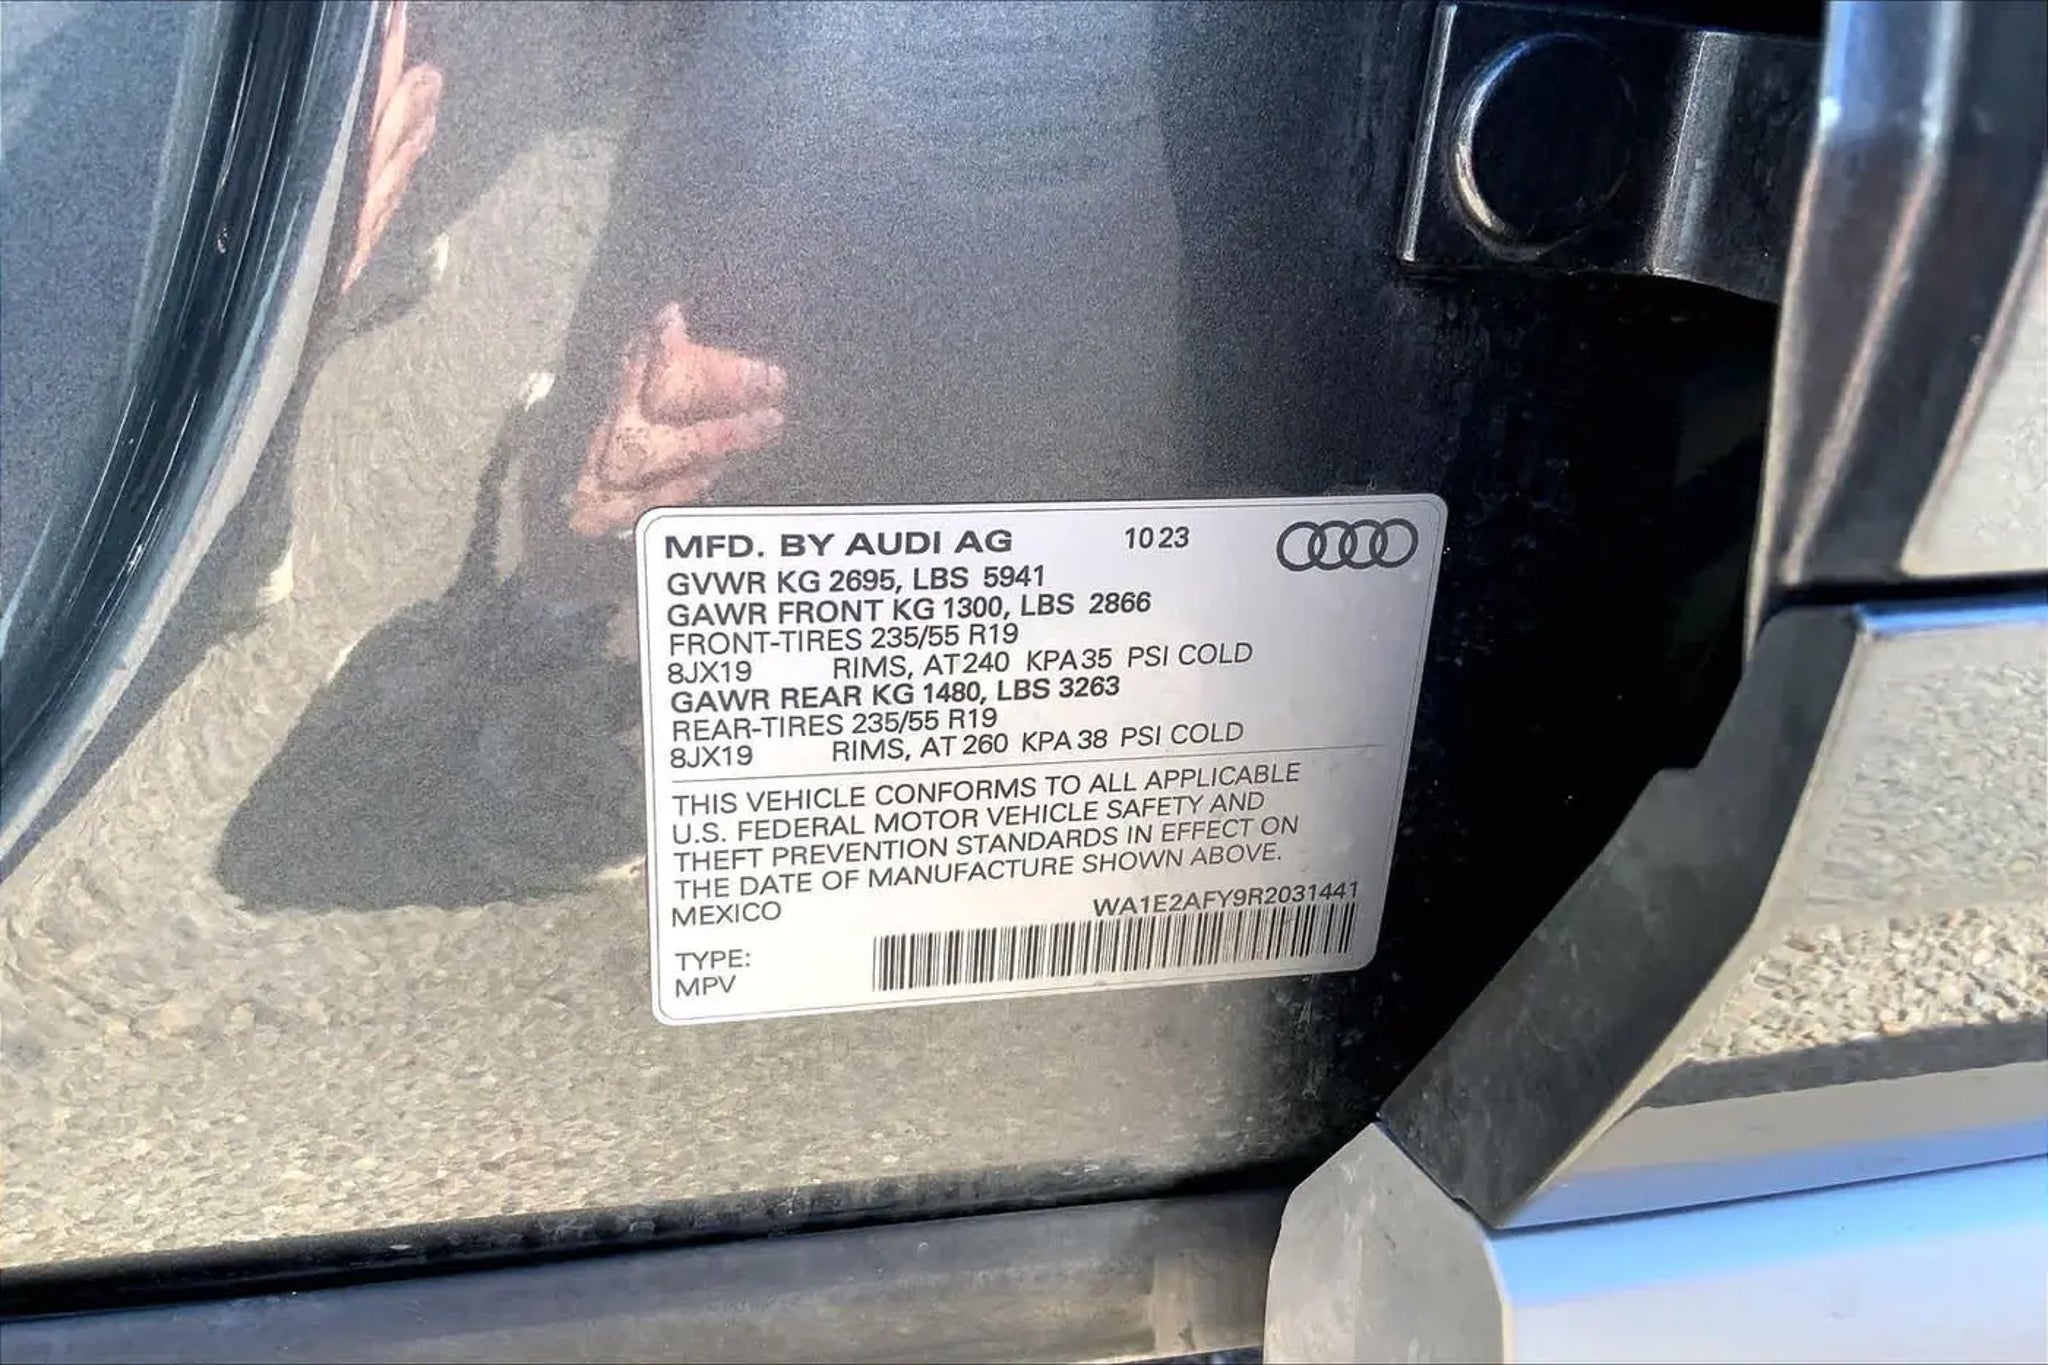 MFD. BY AUDI AG 10 23
GVWR KG 2695, LBS 5941
GAWR FRONT KG 1300, LBS 2866
FRONT-TIRES 235/55 R19
8JX19 RIMS, AT 240 KPA 35 PSI COLD
GAWR REAR KG 1480, LBS 3263
REAR-TIRES 235/55 R19
8JX19 RIMS, AT 260 KPA 38 PSI COLD
THIS VEHICLE CONFORMS TO ALL APPLICABLE
U.S. FEDERAL MOTOR VEHICLE SAFETY AND
THEFT PREVENTION STANDARDS IN EFFECT ON
THE DATE OF MANUFACTURE SHOWN ABOVE.
MEXICO WA1E2AFY9R2031441
TYPE:
MPV